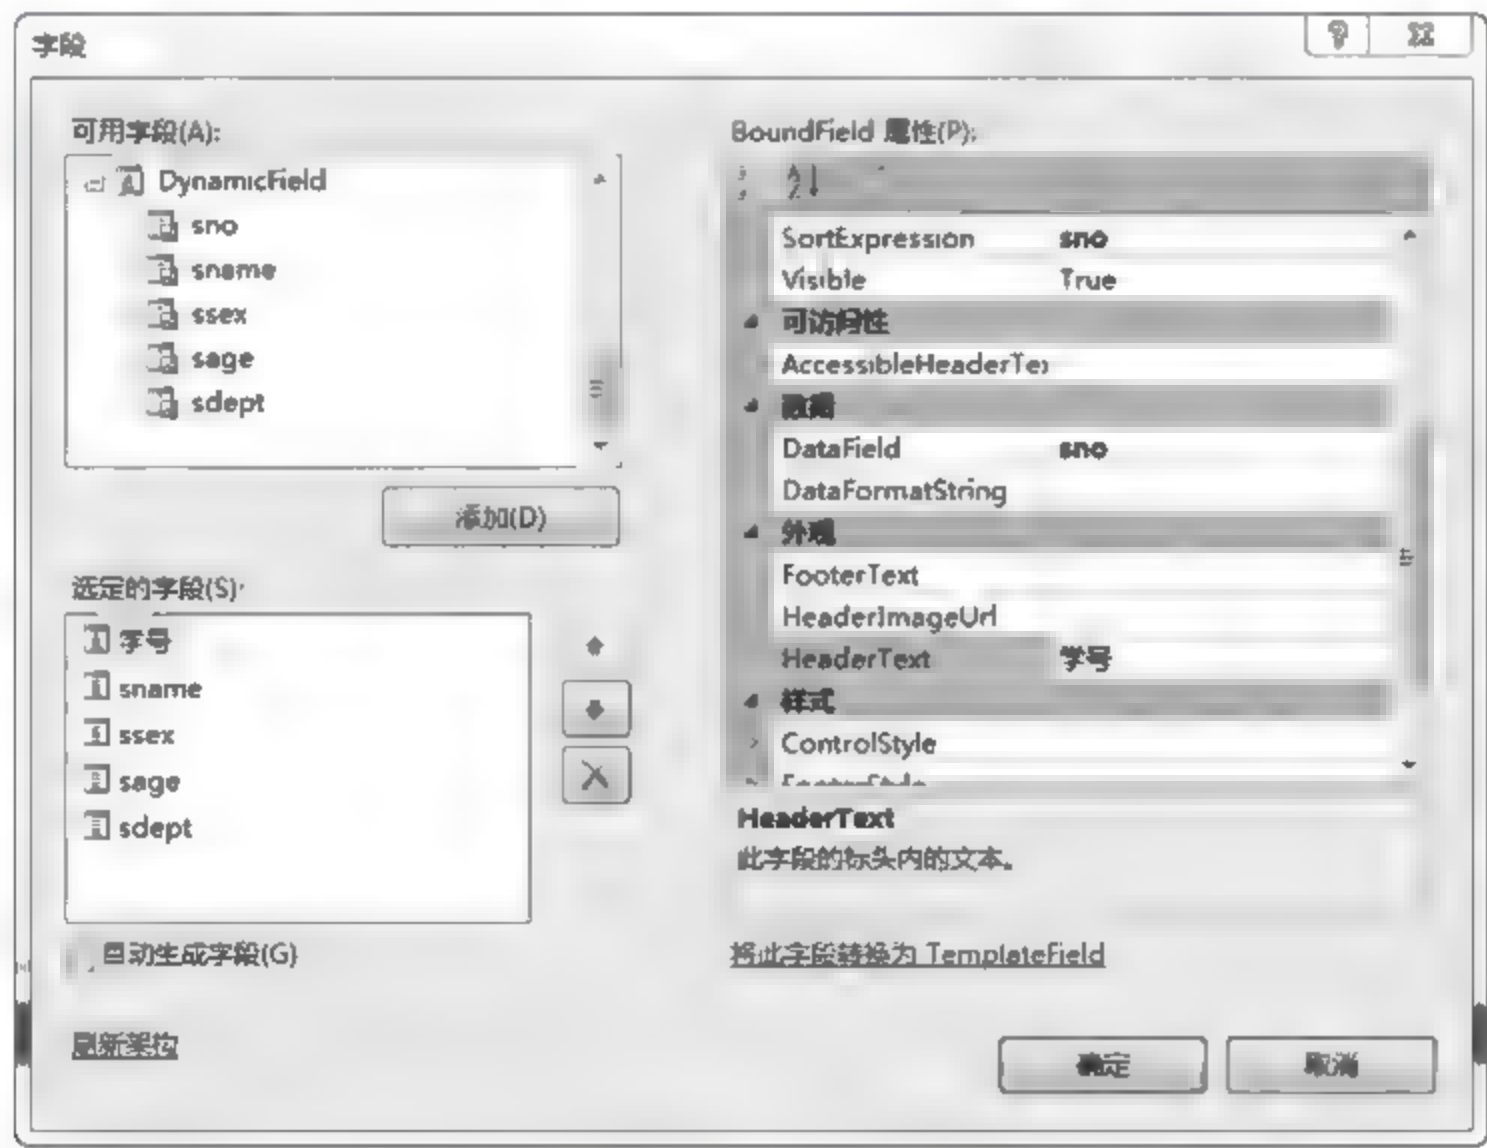 字段
可用字段(A):
DynamicField
sno
sname
ssex
sage
sdept
添加(D)
选定的字段(S):
学号
sname
ssex
sage
sdept
自动生成字段(G)
刷新架构
BoundField 属性(P):
SortExpression sno
Visible True
可访问性
AccessibleHeaderTe
数据
DataField sno
DataFormatString
外观
FooterText
HeaderImageUrl
HeaderText 学号
样式
ControlStyle
FooterStyle
HeaderText
此字段的标头内的文本。
将此字段转换为 TemplateField
确定
取消